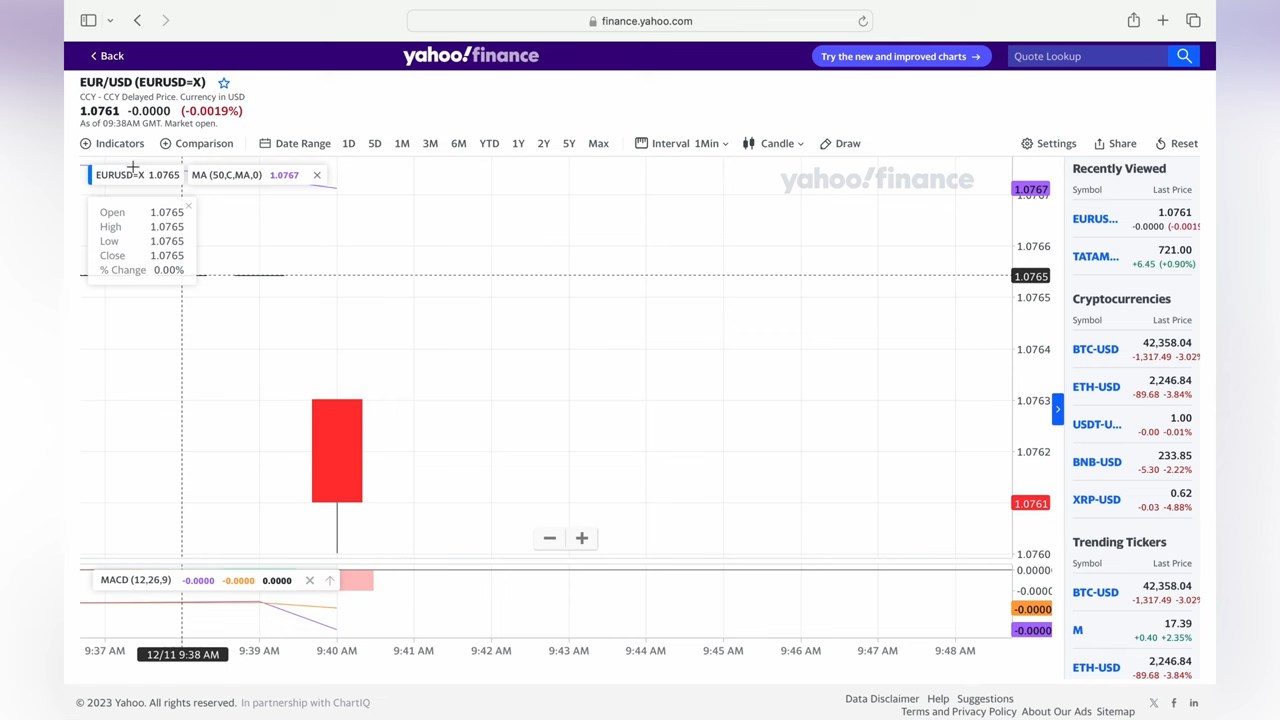 finance.yahoo.com
Back
yahoo!finance
Try the new and improved charts →
Quote Lookup
EUR/USD (EURUSD=X)
CCY - CCY Delayed Price. Currency in USD
1.0761 -0.0000 (-0.0019%)
As of 09:38AM GMT. Market open.
Indicators Comparison Date Range 1D 5D 1M 3M 6M YTD 1Y 2Y 5Y Max Interval 1Min Candle Draw Settings Share Reset
EURUSD=X 1.0765 MA (50,C,MA,0) 1.0767
yahoo!finance
Open 1.0765
High 1.0765
Low 1.0765
Close 1.0765
% Change 0.00%
1.0767
1.0766
1.0765
1.0765
1.0764
1.0763
1.0762
1.0761
1.0760
MACD (12,26,9) -0.0000 -0.0000 0.0000
0.0000
-0.0000
-0.0000
-0.0000
9:37 AM 12/11 9:38 AM 9:39 AM 9:40 AM 9:41 AM 9:42 AM 9:43 AM 9:44 AM 9:45 AM 9:46 AM 9:47 AM 9:48 AM
Recently Viewed
Symbol Last Price
EURUS... 1.0761
-0.0000 (-0.0019
TATAM... 721.00
+6.45 (+0.90%)
Cryptocurrencies
Symbol Last Price
BTC-USD 42,358.04
-1,317.49 -3.02%
ETH-USD 2,246.84
-89.68 -3.84%
USDT-U... 1.00
-0.00 -0.01%
BNB-USD 233.85
-5.30 -2.22%
XRP-USD 0.62
-0.03 -4.88%
Trending Tickers
Symbol Last Price
BTC-USD 42,358.04
-1,317.49 -3.02%
M 17.39
+0.40 +2.35%
ETH-USD 2,246.84
-89.68 -3.84%
© 2023 Yahoo. All rights reserved. In partnership with ChartIQ
Data Disclaimer Help Suggestions
Terms and Privacy Policy About Our Ads Sitemap